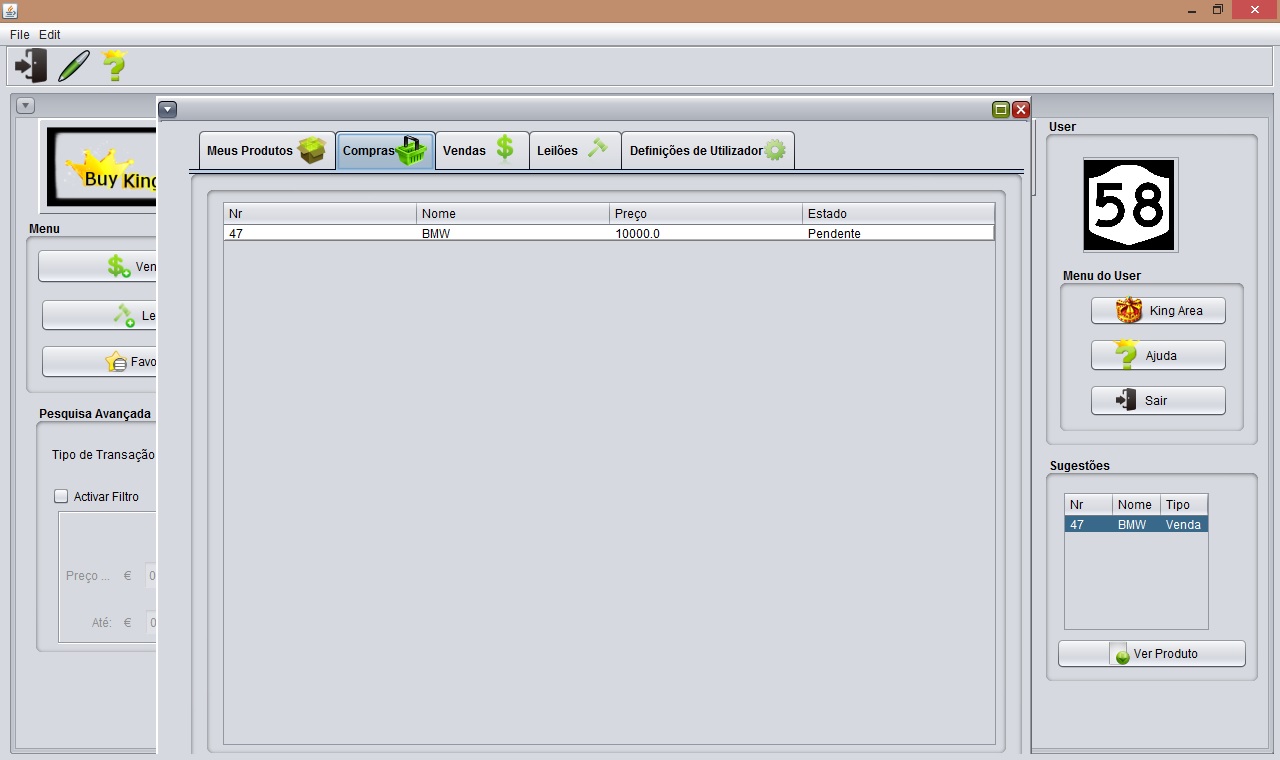 File Edit
Buy King
Menu
Ven
Le
Favo
Pesquisa Avançada
Tipo de Transação
Activar Filtro
Preço ... € 0
Até: € 0
Meus Produtos Compras Vendas Leilões Definições de Utilizador
Nr Nome Preço Estado
47 BMW 10000.0 Pendente
User
58
Menu do User
King Area
Ajuda
Sair
Sugestões
Nr Nome Tipo
47 BMW Venda
Ver Produto